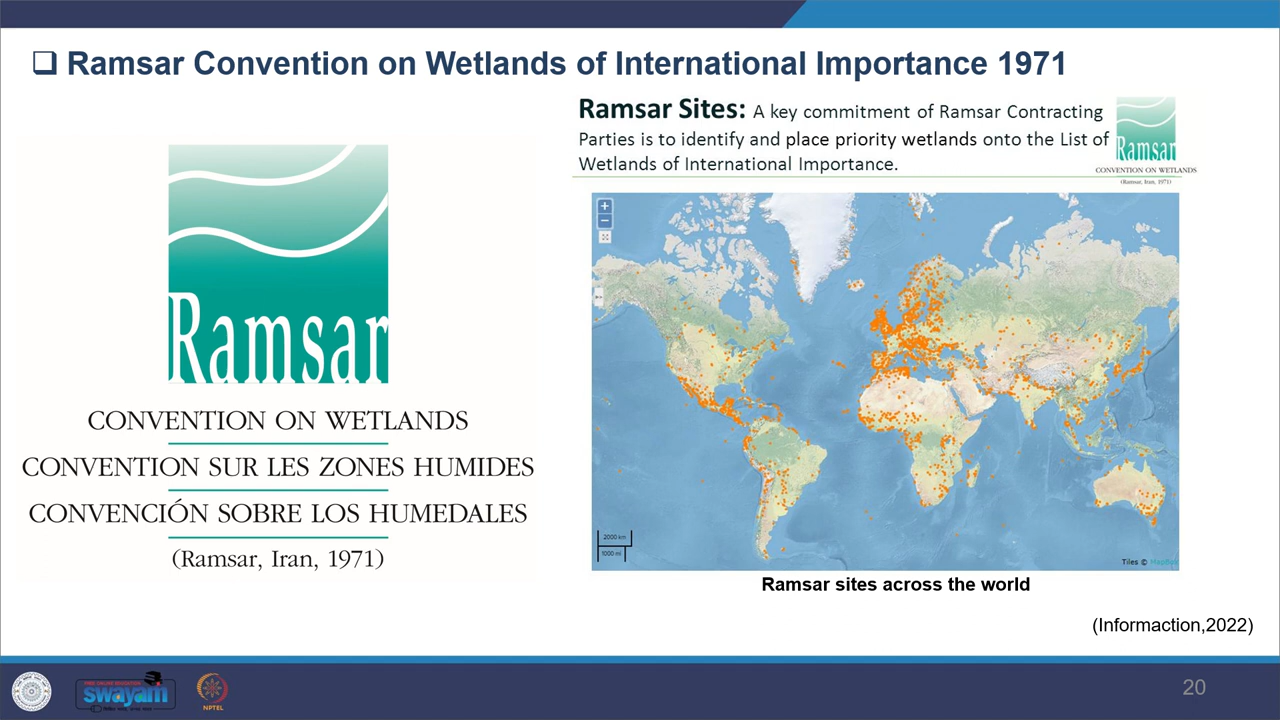 Ramsar Convention on Wetlands of International Importance 1971
Ramsar
CONVENTION ON WETLANDS
CONVENTION SUR LES ZONES HUMIDES
CONVENCIÓN SOBRE LOS HUMEDALES
(Ramsar, Iran, 1971)
Ramsar Sites: A key commitment of Ramsar Contracting
Parties is to identify and place priority wetlands onto the List of
Wetlands of International Importance.
Ramsar
CONVENTION ON WETLANDS
(Ramsar, Iran, 1971)
2000 km
1000 mi
Tiles © MapBox
Ramsar sites across the world
(Informaction,2022)
swayam
NPTEL
20